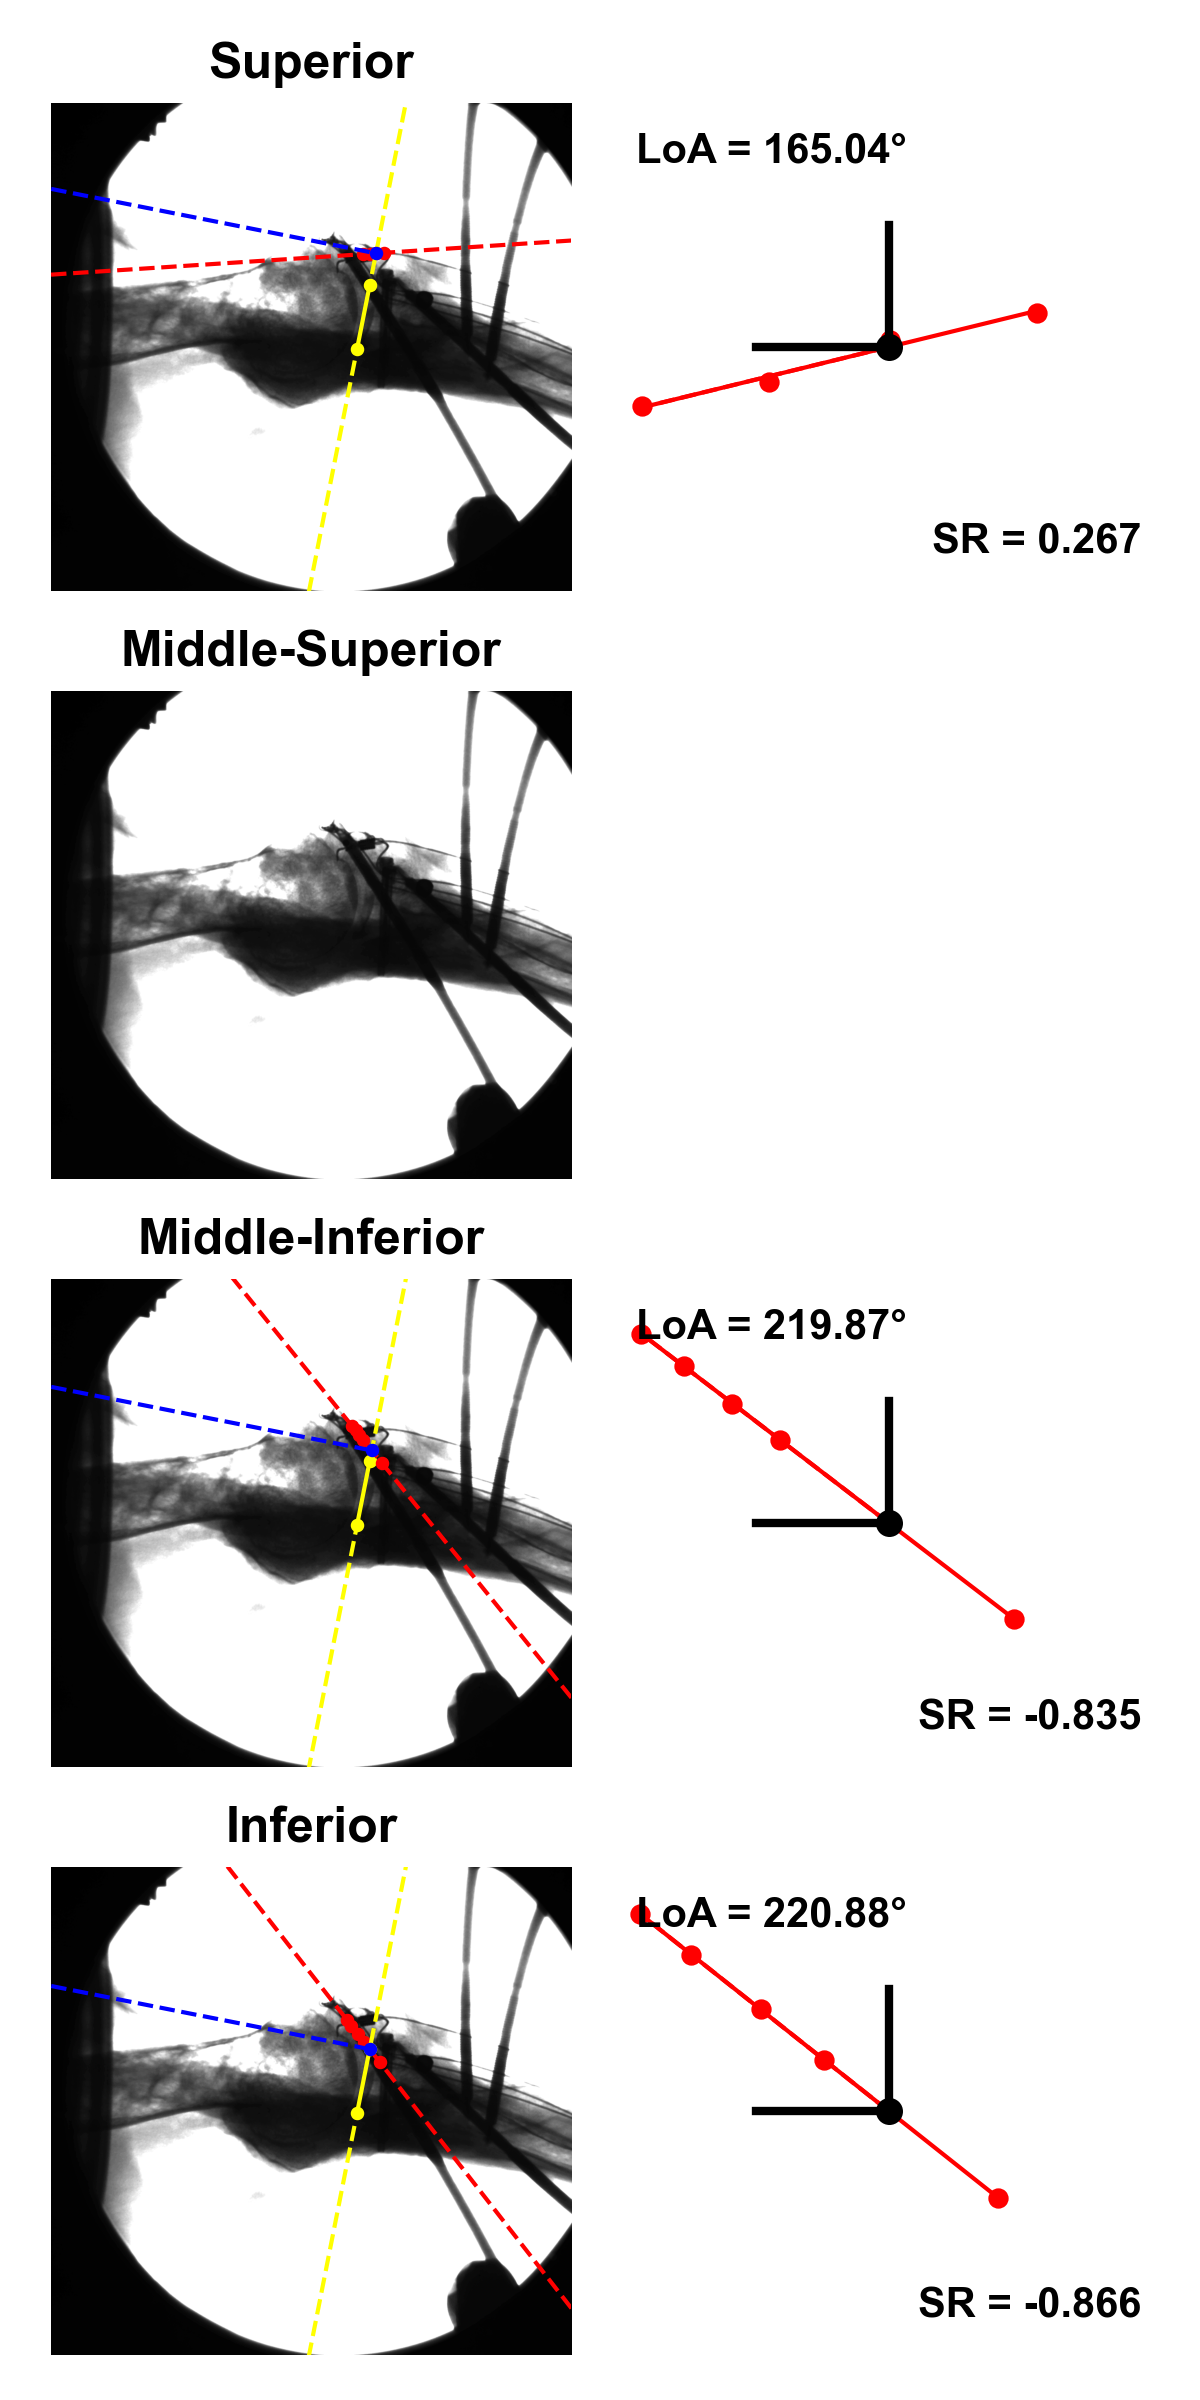 Superior
LoA = 165.04°
SR = 0.267
Middle-Superior
Middle-Inferior
LoA = 219.87°
SR = -0.835
Inferior
LoA = 220.88°
SR = -0.866